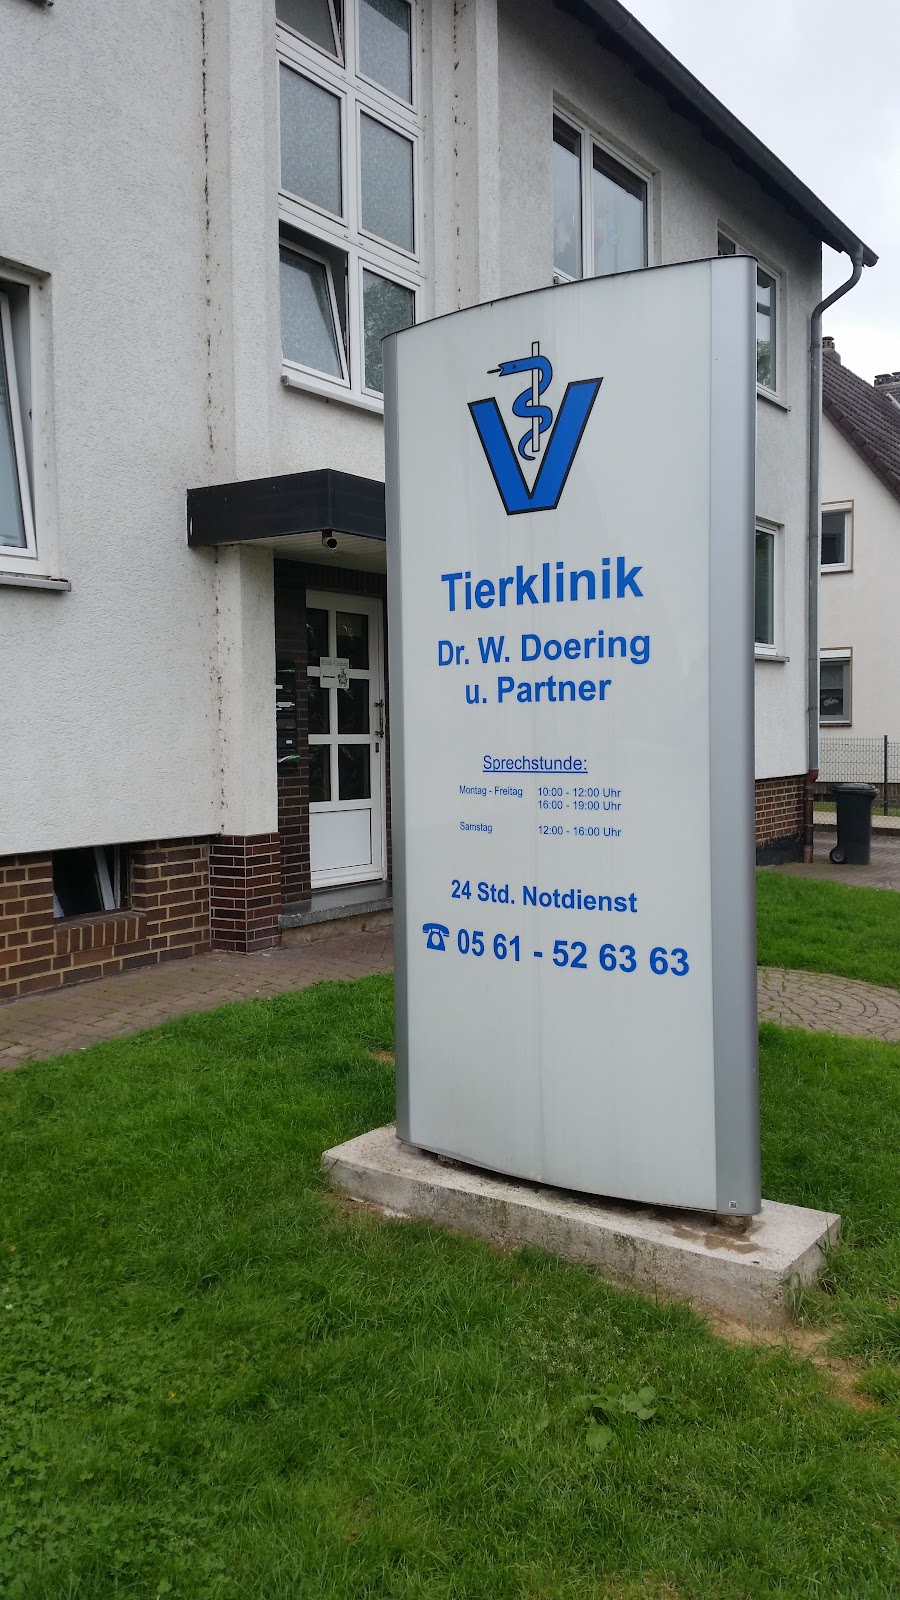 V
Tierklinik
Dr. W. Doering
u. Partner
Sprechstunde:
Montag - Freitag 10:00 - 12:00 Uhr
16:00 - 19:00 Uhr
Samstag 12:00 - 16:00 Uhr
24 Std. Notdienst
☎ 05 61 - 52 63 63